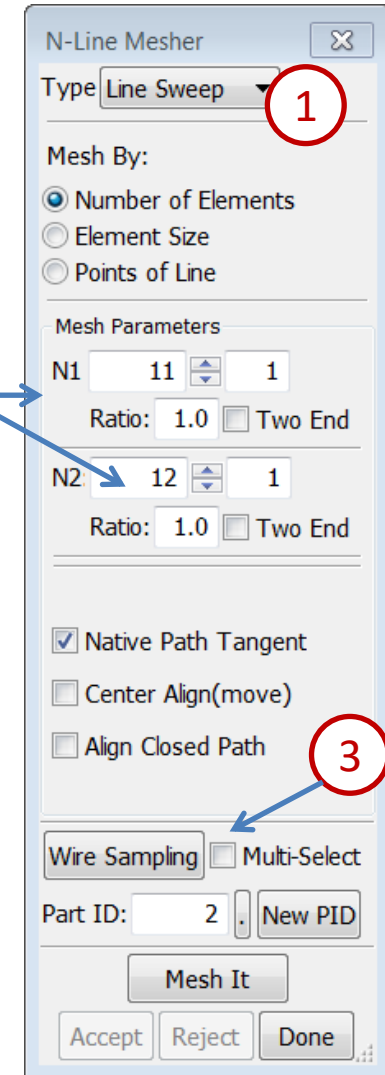 N-Line Mesher
Type Line Sweep 1
Mesh By:
Number of Elements
Element Size
Points of Line
Mesh Parameters
N1 11 1
Ratio: 1.0 Two End
N2: 12 1
Ratio: 1.0 Two End
Native Path Tangent
Center Align(move)
Align Closed Path
3
Wire Sampling Multi-Select
Part ID: 2 . New PID
Mesh It
Accept Reject Done